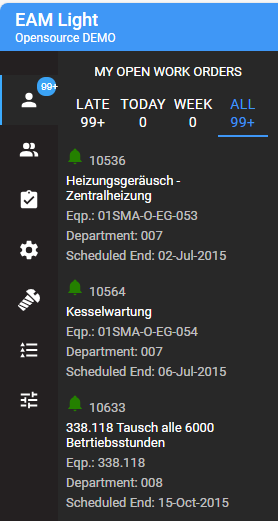 EAM Light
Opensource DEMO
99+
MY OPEN WORK ORDERS
LATE TODAY WEEK ALL
99+ 0 0 99+
10536
Heizungsgeräusch -
Zentralheizung
Eqp.: 01SMA-O-EG-053
Department: 007
Scheduled End: 02-Jul-2015
10564
Kesselwartung
Eqp.: 01SMA-O-EG-054
Department: 007
Scheduled End: 06-Jul-2015
10633
338.118 Tausch alle 6000
Betrtiebsstunden
Eqp.: 338.118
Department: 008
Scheduled End: 15-Oct-2015